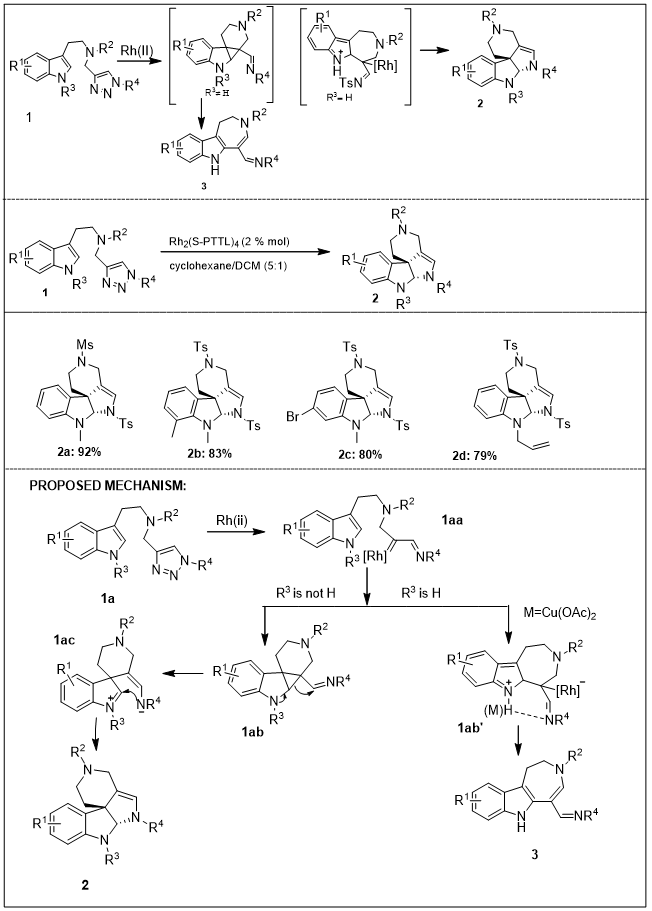 R1
N
R3
N-R2
N=N
N-R4
1
Rh(II)
R2
N
R1
N
R3
NR4
R3= H
R1
N-R2
N
H
+
[Rh]
TsN
R3= H
R2
N
R1
N
R3
N-R4
2
R2
N
R1
NH
NR4
3
R1
N
R3
N-R2
N=N
N-R4
1
Rh2(S-PTTL)4 (2 % mol)
cyclohexane/DCM (5:1)
R2
N
R1
N
R3
N
R4
2
Ms
N
N
N-Ts
2a: 92%
Ts
N
N
N-Ts
2b: 83%
Ts
N
Br
N
N-Ts
2c: 80%
Ts
N
N
N-Ts
2d: 79%
PROPOSED MECHANISM:
R1
N
R3
N-R2
N=N
N-R4
1a
Rh(ii)
R1
N
R3
N-R2
[Rh]
NR4
1aa
R3 is not H
R3 is H
M=Cu(OAc)2
1ac
R2
N
R1
N
+
R3
NR4
−
R2
N
R1
N
R3
NR4
1ab
R1
N-R2
N
+
(M)H
[Rh]−
NR4
1ab'
R2
N
R1
N
R3
N-R4
2
R2
N
R1
NH
NR4
3